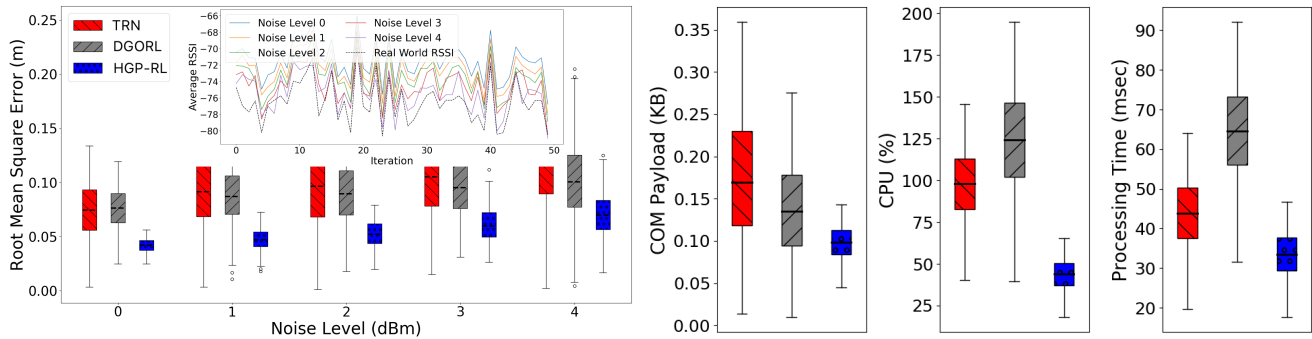 Root Mean Square Error (m)
0.25
0.20
0.15
0.10
0.05
0.00
TRN
DGORL
HGP-RL
Average RSSI
−66
−68
−70
−72
−74
−76
−78
−80
Noise Level 0
Noise Level 1
Noise Level 2
Noise Level 3
Noise Level 4
Real World RSSI
0 10 20 30 40 50
Iteration
0 1 2 3 4
Noise Level (dBm)
COM Payload (KB)
0.35
0.30
0.25
0.20
0.15
0.10
0.05
0.00
CPU (%)
200
175
150
125
100
75
50
25
Processing Time (msec)
90
80
70
60
50
40
30
20